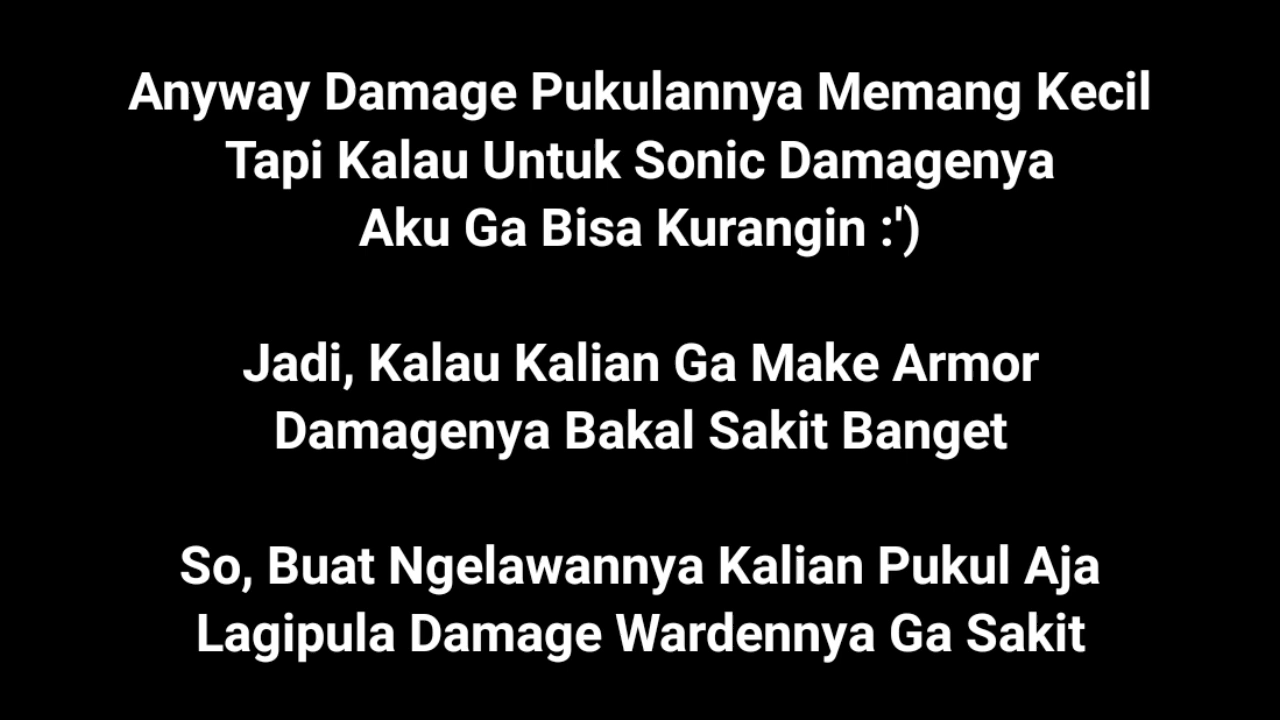 Anyway Damage Pukulannya Memang Kecil
Tapi Kalau Untuk Sonic Damagenya
Aku Ga Bisa Kurangin :')
Jadi, Kalau Kalian Ga Make Armor
Damagenya Bakal Sakit Banget
So, Buat Ngelawannya Kalian Pukul Aja
Lagipula Damage Wardennya Ga Sakit